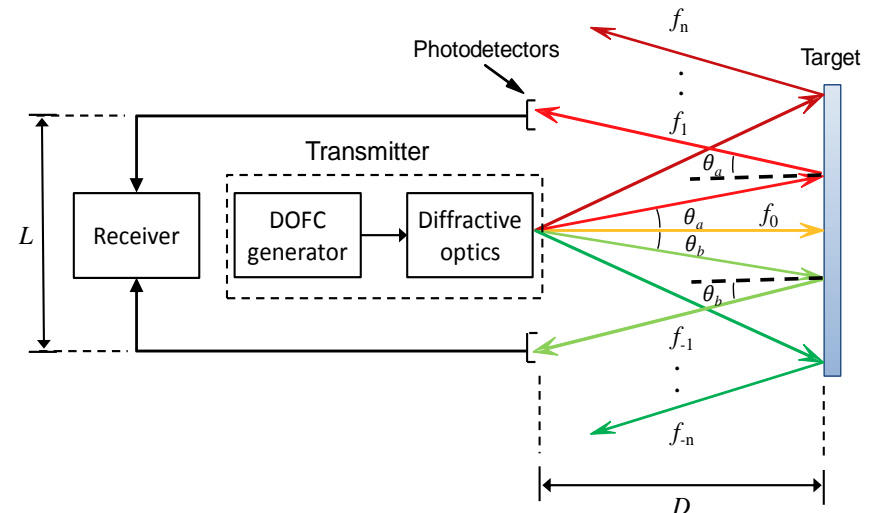 fn
Photodetectors
Target
.
.
f1
Transmitter
θa
DOFC
generator
Diffractive
optics
Receiver
L
θa
f0
θb
θb
f-1
.
.
f-n
D